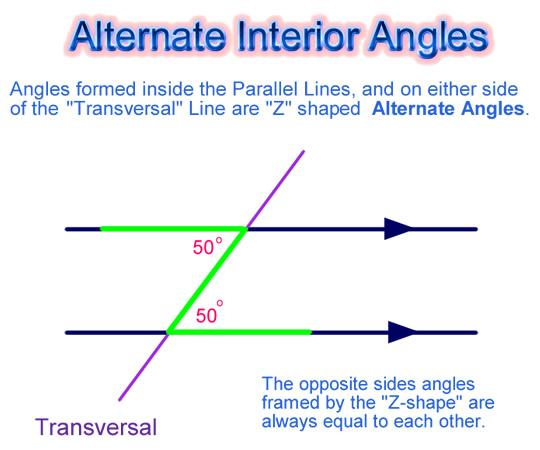 Alternate Interior Angles
Angles formed inside the Parallel Lines, and on either side
of the "Transversal" Line are "Z" shaped Alternate Angles.
50°
50°
The opposite sides angles
framed by the "Z-shape" are
always equal to each other.
Transversal